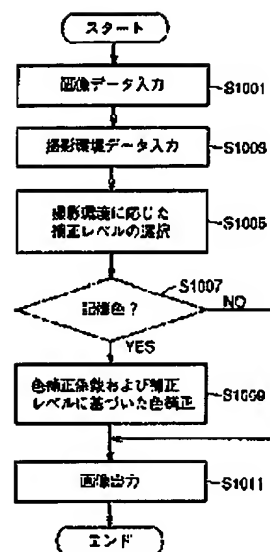 スタート
画像データ入力
S1001
撮影環境データ入力
S1003
撮影環境に応じた
補正レベルの選択
S1005
S1007
記憶色?
NO
YES
色補正係数および補正
レベルに基づいた色補正
S1009
画像出力
S1011
エンド